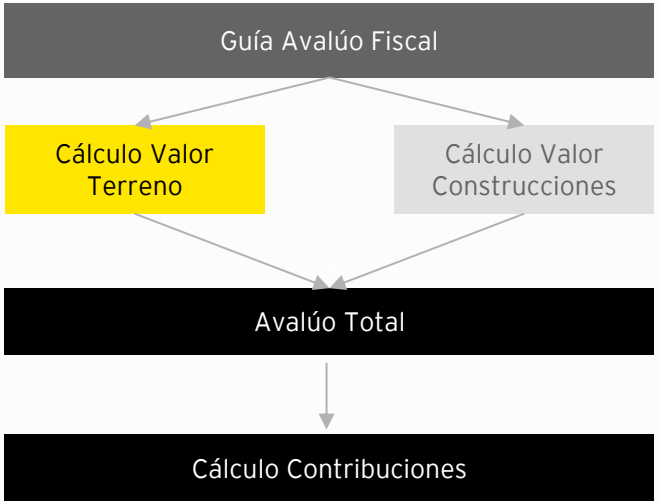 Guía Avalúo Fiscal
Cálculo Valor
Terreno
Cálculo Valor
Construcciones
Avalúo Total
Cálculo Contribuciones